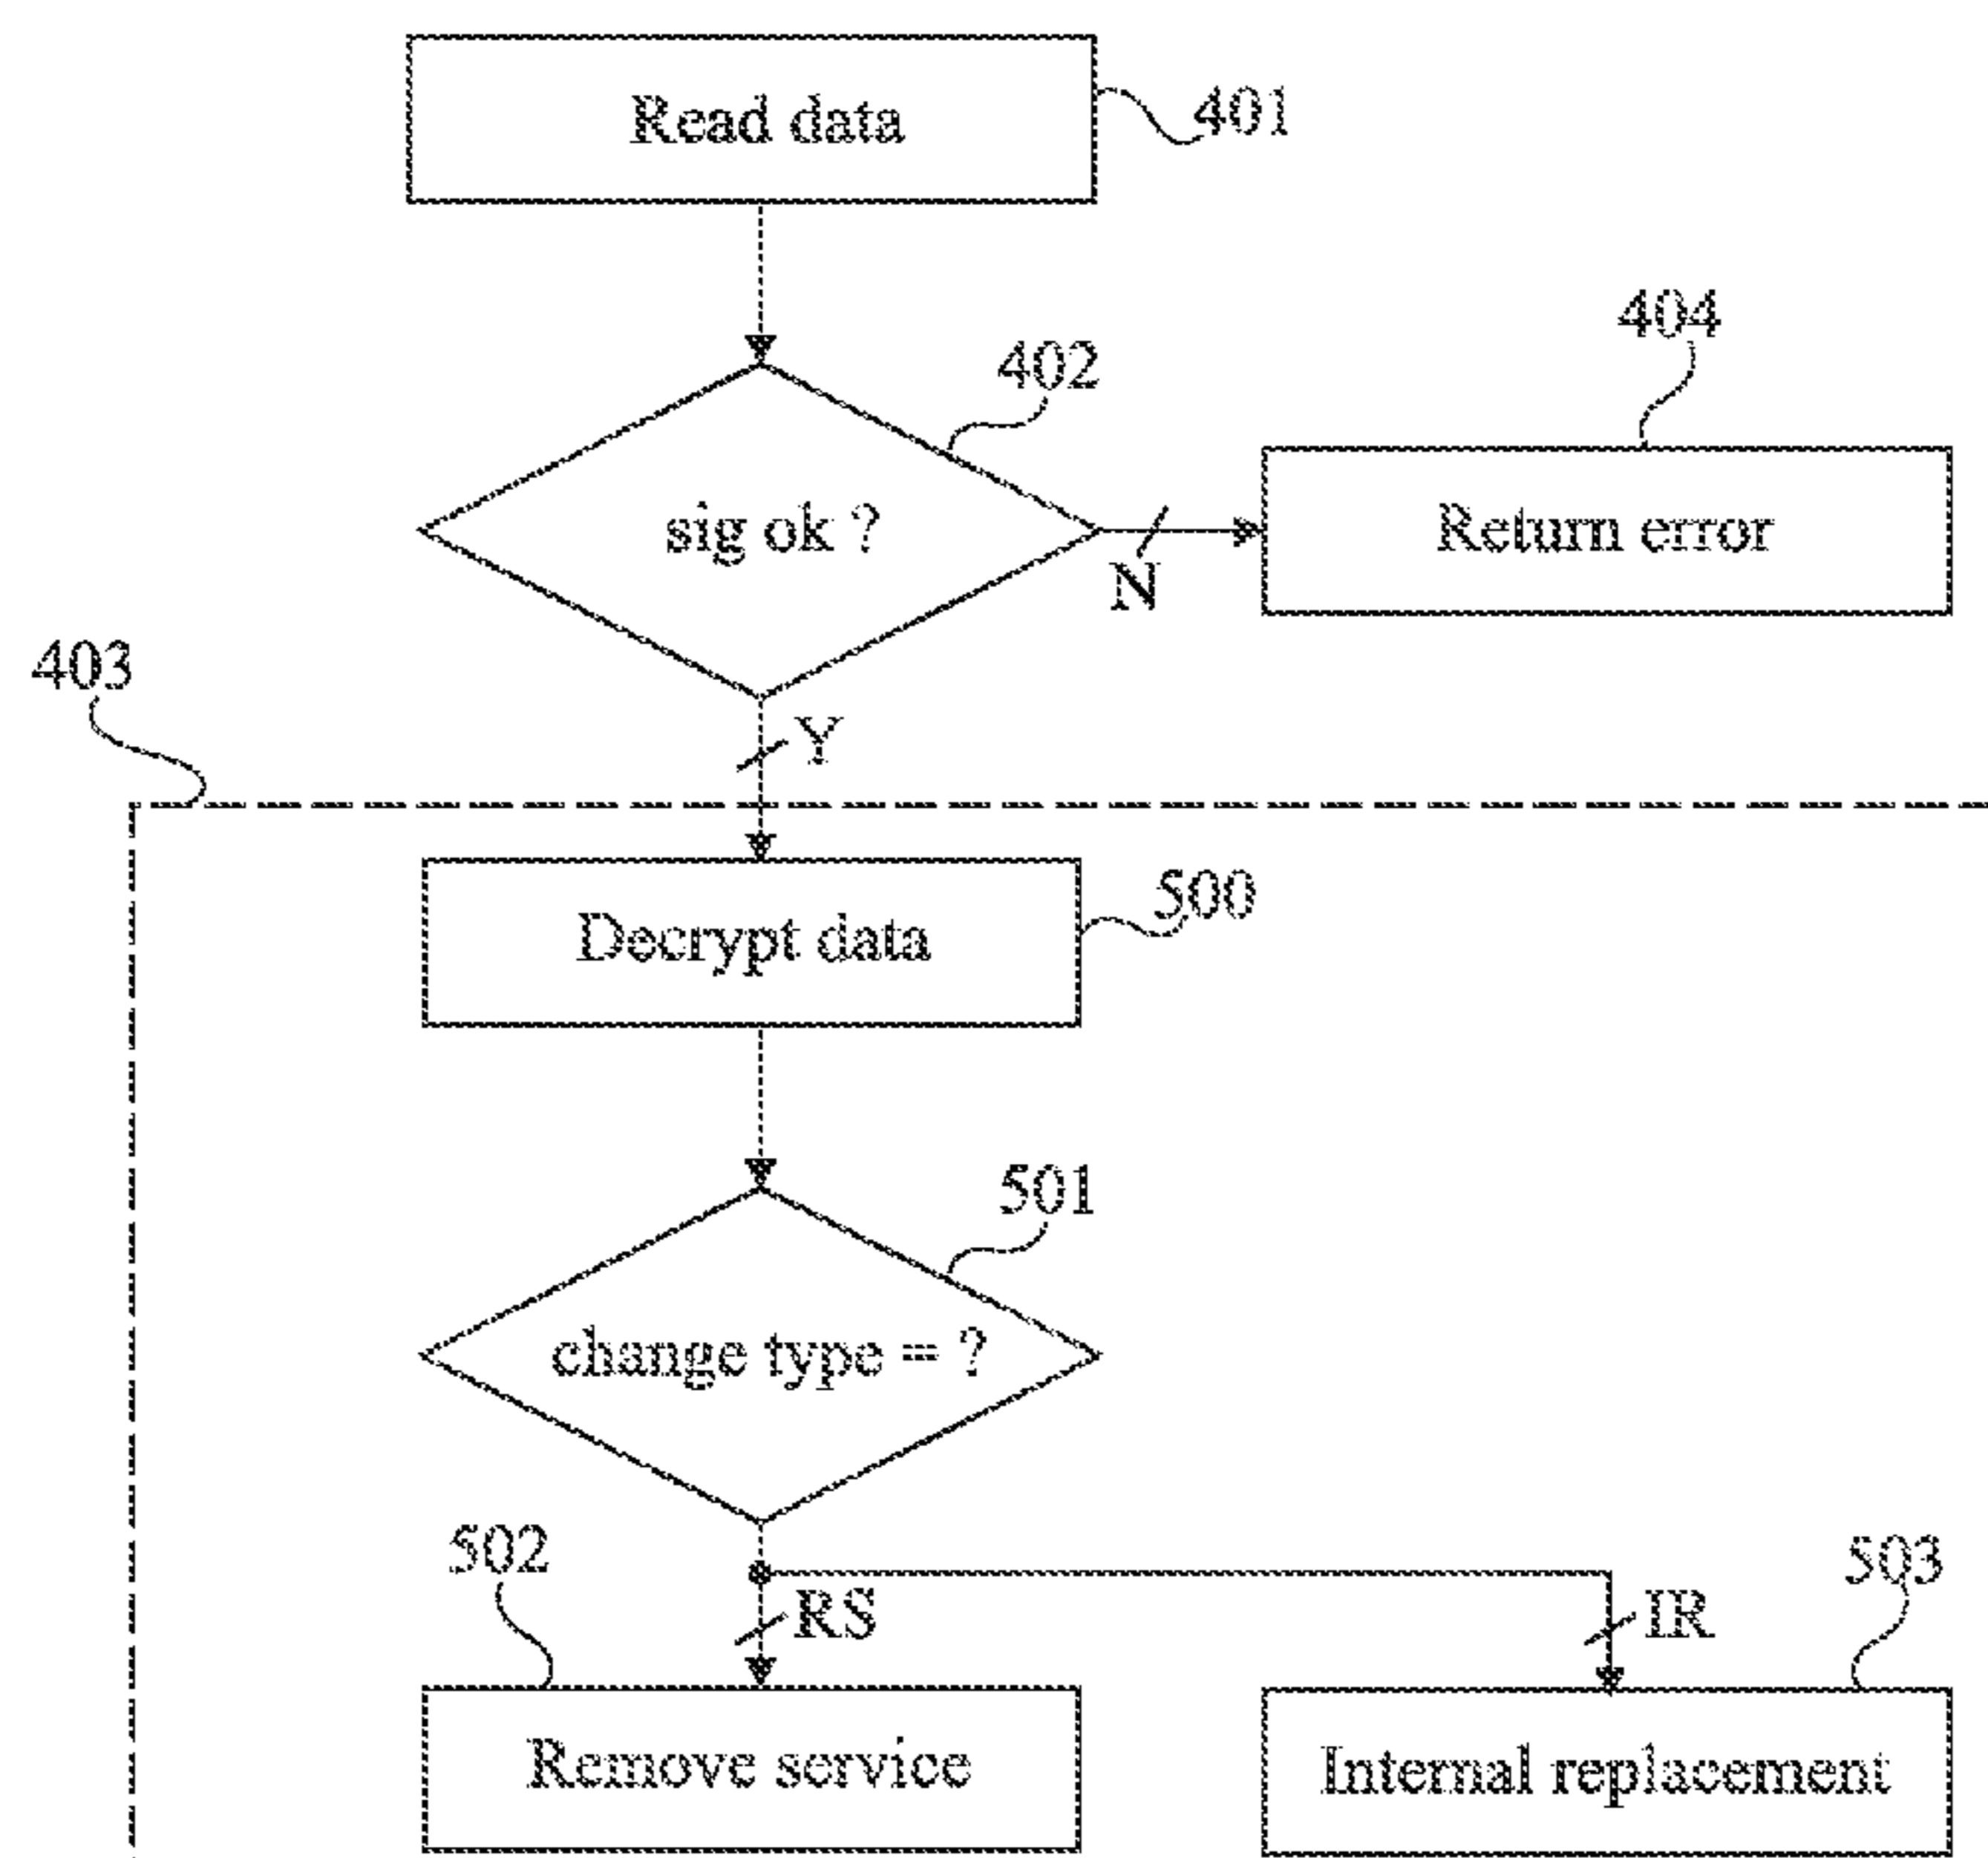 Read data
401
404
402
sig ok ?
Return error
N
403
Y
500
Decrypt data
501
change type = ?
502
503
RS
IR
Remove service
Internal replacement